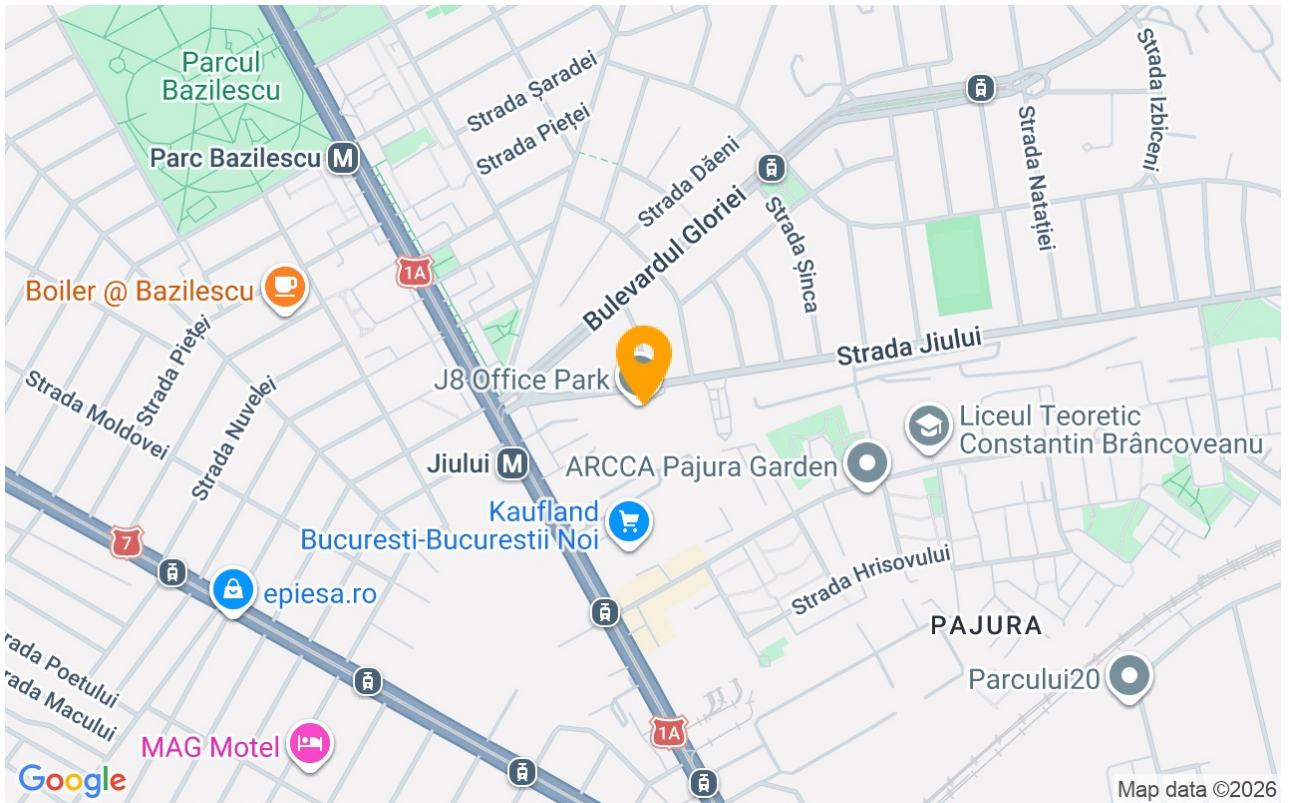 Parcul
Bazilescu
Parc Bazilescu M
Strada Șaradei
Strada Pieței
Strada Dăeni
Bulevardul Gloriei
Strada Șinca
Strada Natației
Strada Izbiceni
1A
Boiler @ Bazilescu
Strada Pieței
Strada Nuvelei
Strada Moldovei
J8 Office Park
Strada Jiului
Liceul Teoretic
Constantin Brâncoveanu
Jiului M
ARCCA Pajura Garden
Kaufland
Bucuresti-Bucurestii Noi
7
epiesa.ro
Strada Hrisovului
PAJURA
rada Poetului
rada Macului
Parcului20
MAG Motel
1A
Google
Map data ©2026